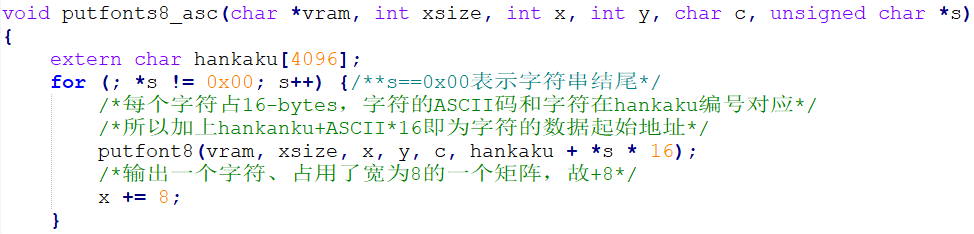 void putfonts8_asc(char *vram, int xsize, int x, int y, char c, unsigned char *s)
{
    extern char hankaku[4096];
    for (; *s != 0x00; s++) {/**s==0x00表示字符串结尾*/
        /*每个字符占16-bytes，字符的ASCII码和字符在hankaku编号对应*/
        /*所以加上hankanku+ASCII*16即为字符的数据起始地址*/
        putfont8(vram, xsize, x, y, c, hankaku + *s * 16);
        /*输出一个字符、占用了宽为8的一个矩阵，故+8*/
        x += 8;
    }